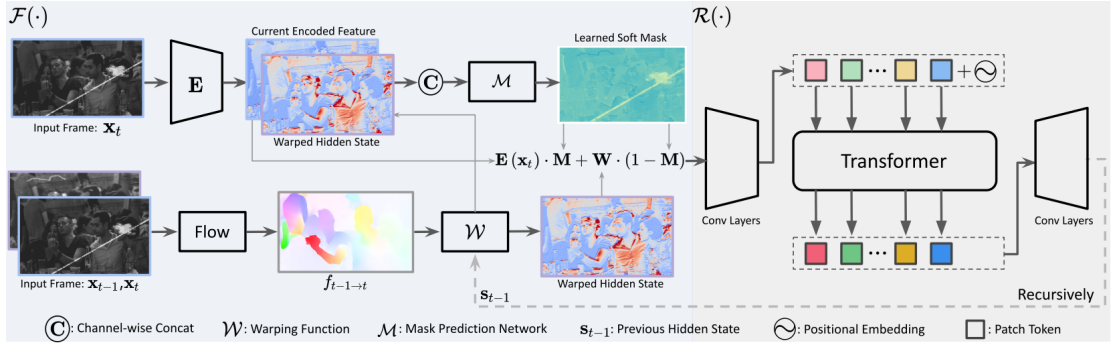 𝓕(·)
𝓡(·)
Current Encoded Feature
Learned Soft Mask
E
C
𝓜
+
Input Frame: x_t
Warped Hidden State
E (x_t) · M + W · (1 − M)
Transformer
Conv Layers
Conv Layers
Flow
𝓦
Input Frame: x_{t-1},x_t
f_{t−1→t}
s_{t−1}
Warped Hidden State
Recursively
C : Channel-wise Concat
𝓦: Warping Function
𝓜: Mask Prediction Network
s_{t−1}: Previous Hidden State
: Positional Embedding
: Patch Token